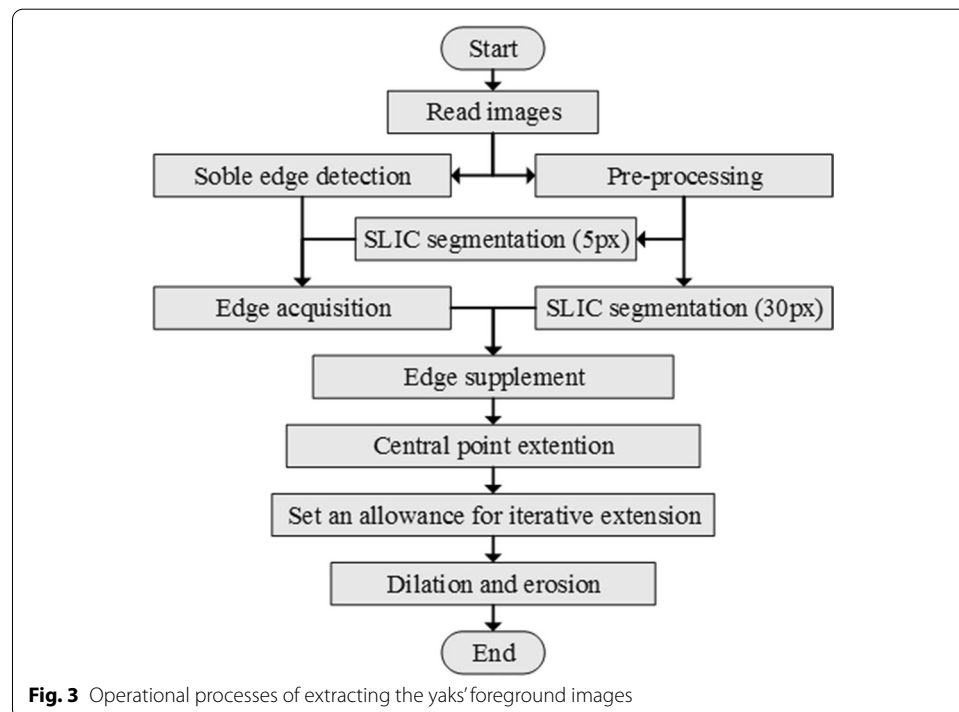 Start
Read images
Soble edge detection
Pre-processing
SLIC segmentation (5px)
Edge acquisition
SLIC segmentation (30px)
Edge supplement
Central point extention
Set an allowance for iterative extension
Dilation and erosion
End
Fig. 3 Operational processes of extracting the yaks’ foreground images